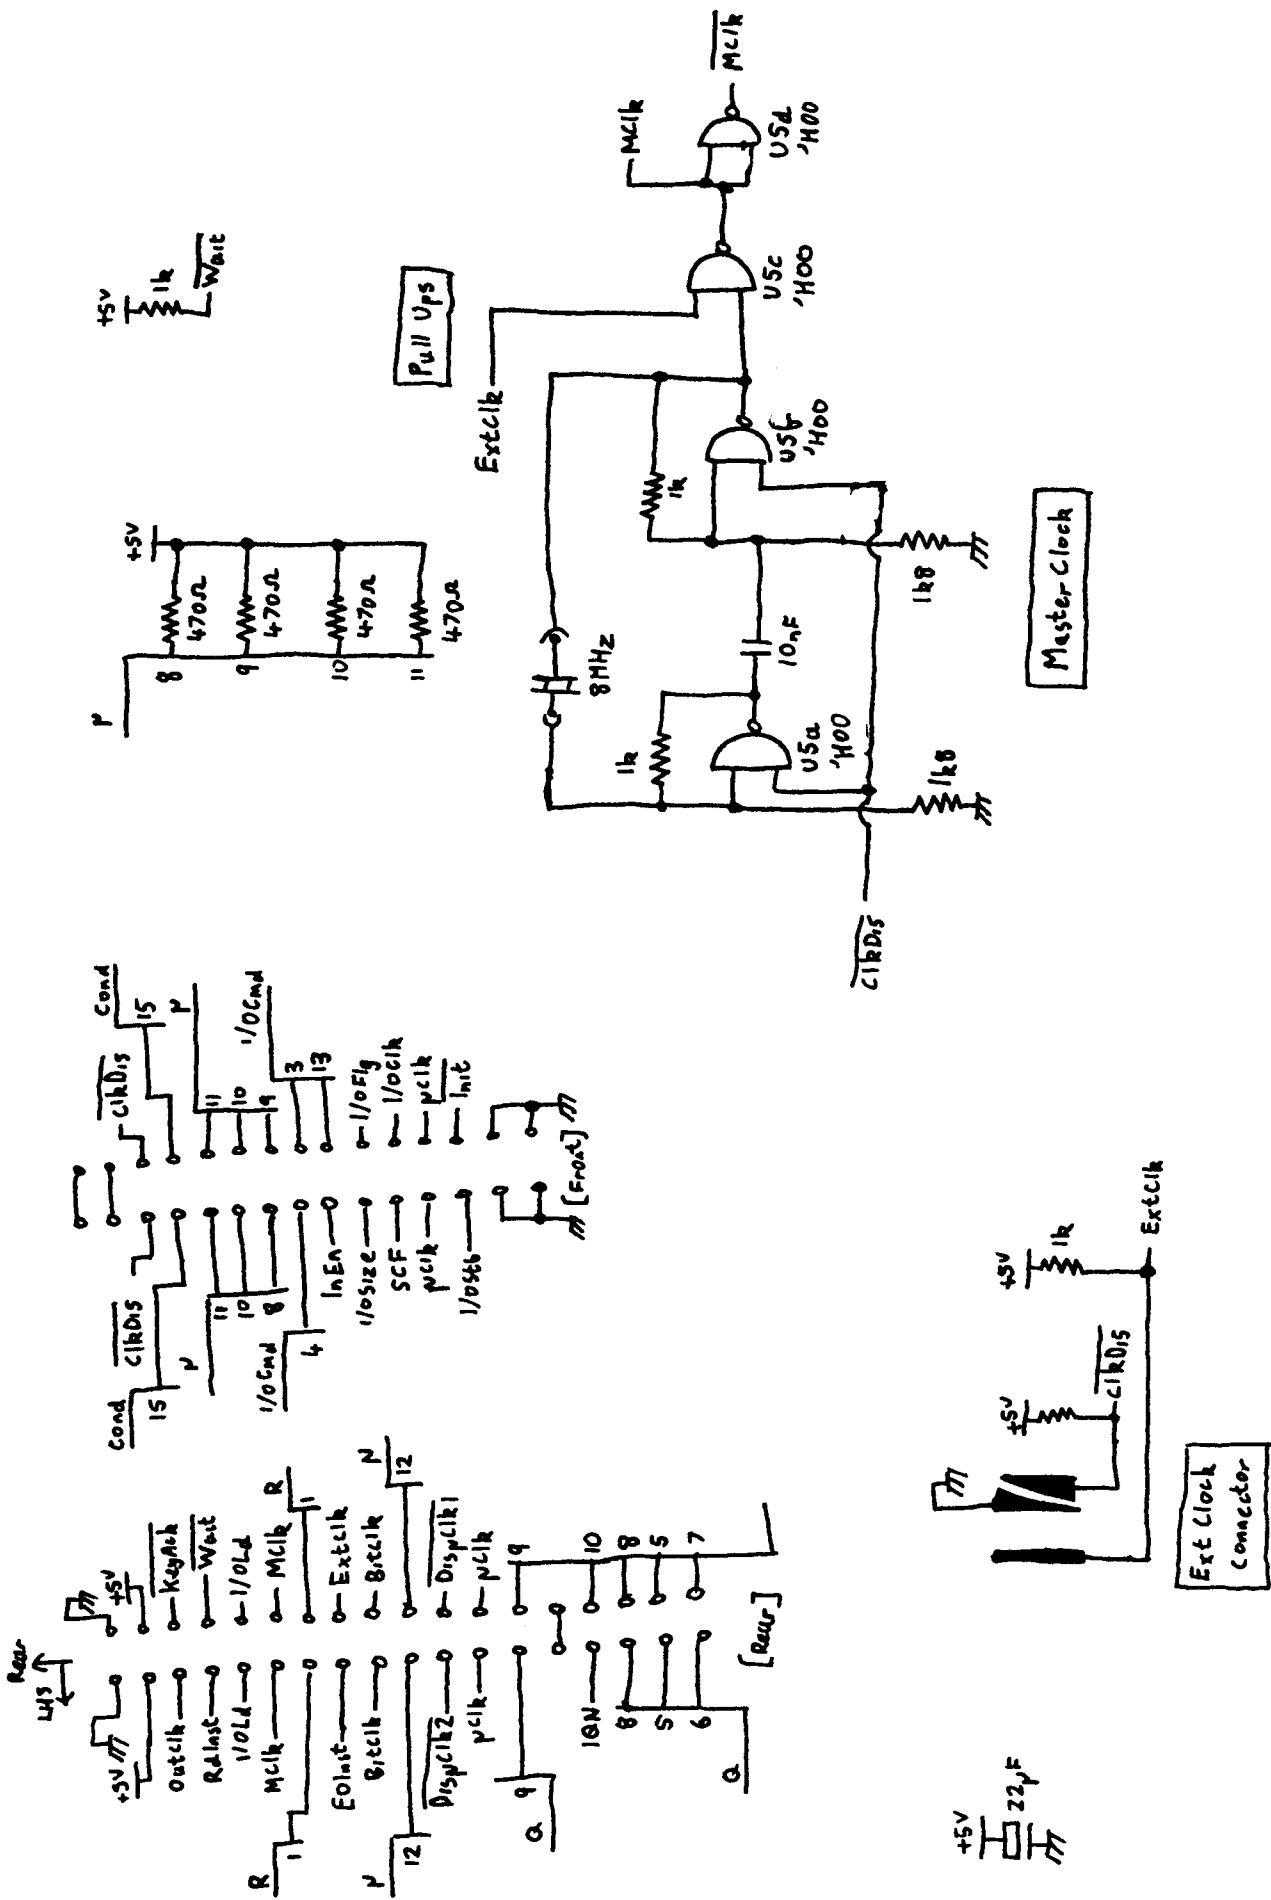 Rear
LHS
+5V
OutClk
RdInst
I/OLd
MClk
R
1
EOInst
BitClk
μ
12
DispClk2
μClk
Q
9
IQN
8
5
6
Q
+5V
KeyAck
Wait
I/OLd
MClk
R
1
ExtClk
BitClk
μ
12
DispClk1
μClk
9
10
8
5
7
[Rear]
Cond
15
ClkDis
μ
11
10
8
I/OCmd
4
InEn
I/OSize
SCF
μClk
I/OStb
ClkDis
Cond
15
μ
11
10
9
I/OCmd
3
13
I/OFlg
I/OClk
μClk
Init
[Front]
μ
8
9
10
11
470Ω
470Ω
470Ω
470Ω
+5V
+5V
1k
Wait
Pull Ups
ClkDis
8MHz
1k
U5a
'H00
1k8
10nF
1k
U5b
'H00
1k8
ExtClk
U5c
'H00
MClk
U5d
'H00
MClk
Master Clock
+5V
22μF
+5V
ClkDis
+5V
1k
ExtClk
Ext Clock
Connector